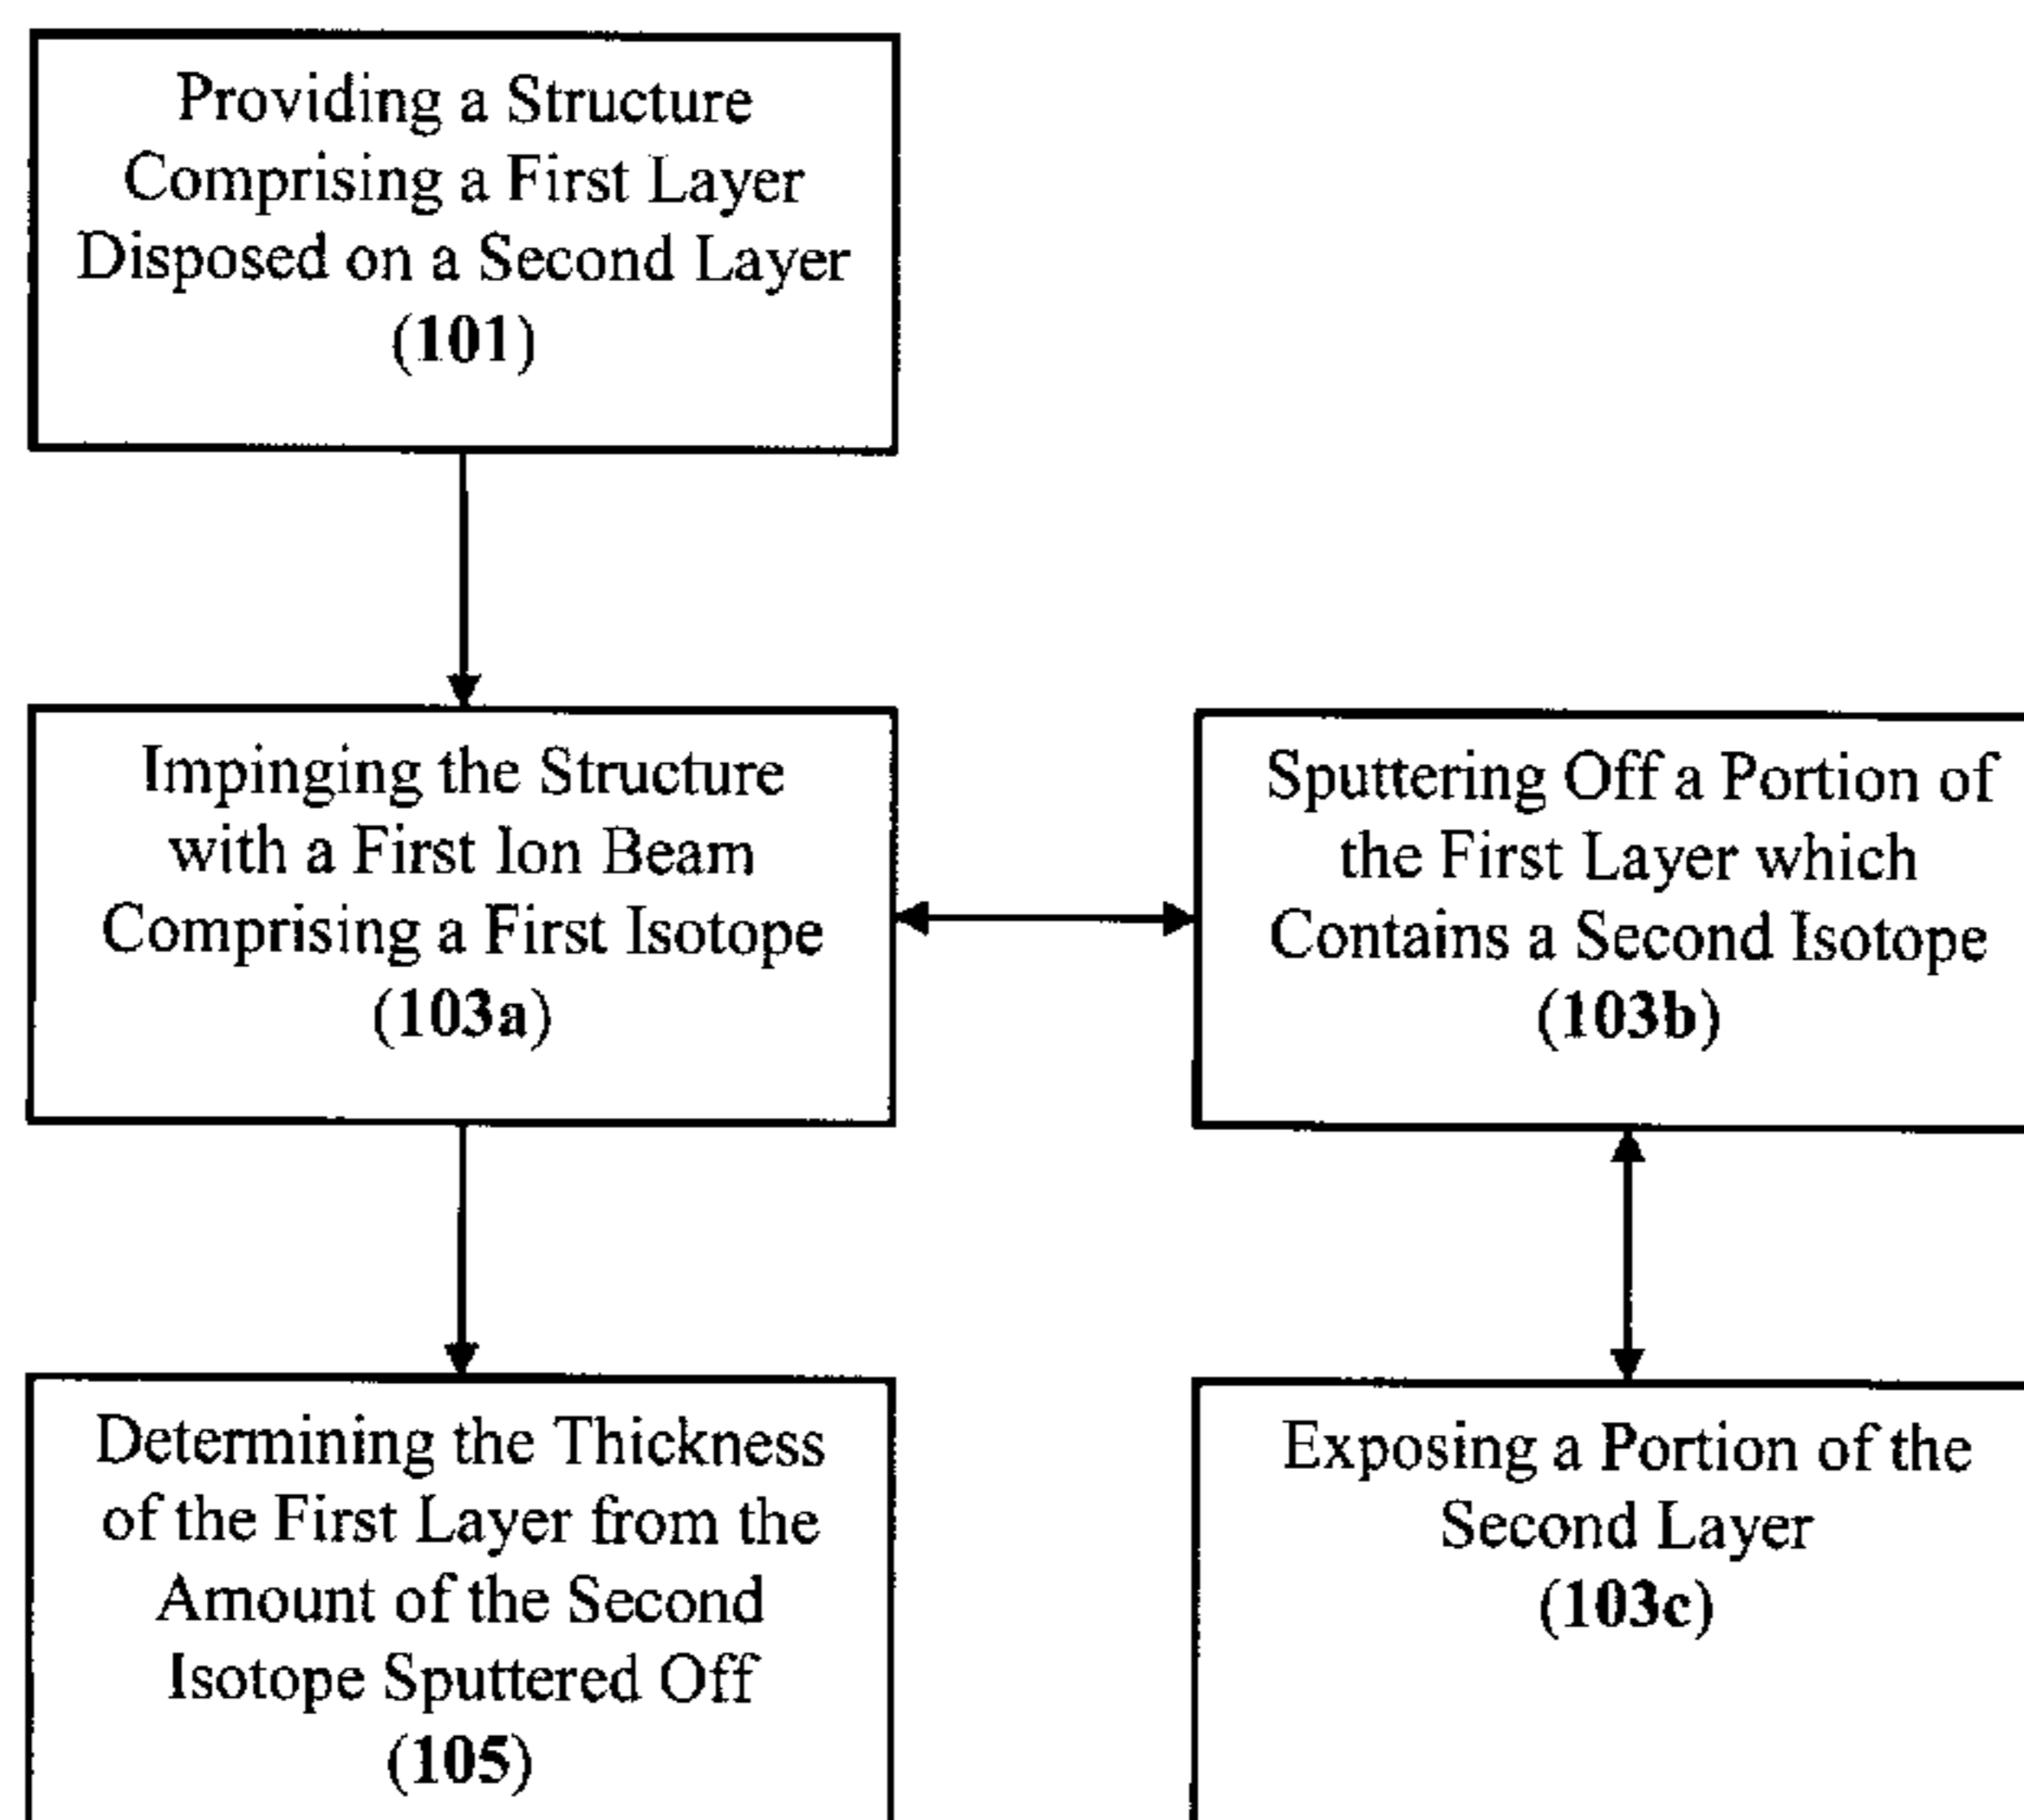 Providing a Structure
Comprising a First Layer
Disposed on a Second Layer
(101)
Impinging the Structure
with a First Ion Beam
Comprising a First Isotope
(103a)
Sputtering Off a Portion of
the First Layer which
Contains a Second Isotope
(103b)
Determining the Thickness
of the First Layer from the
Amount of the Second
Isotope Sputtered Off
(105)
Exposing a Portion of the
Second Layer
(103c)